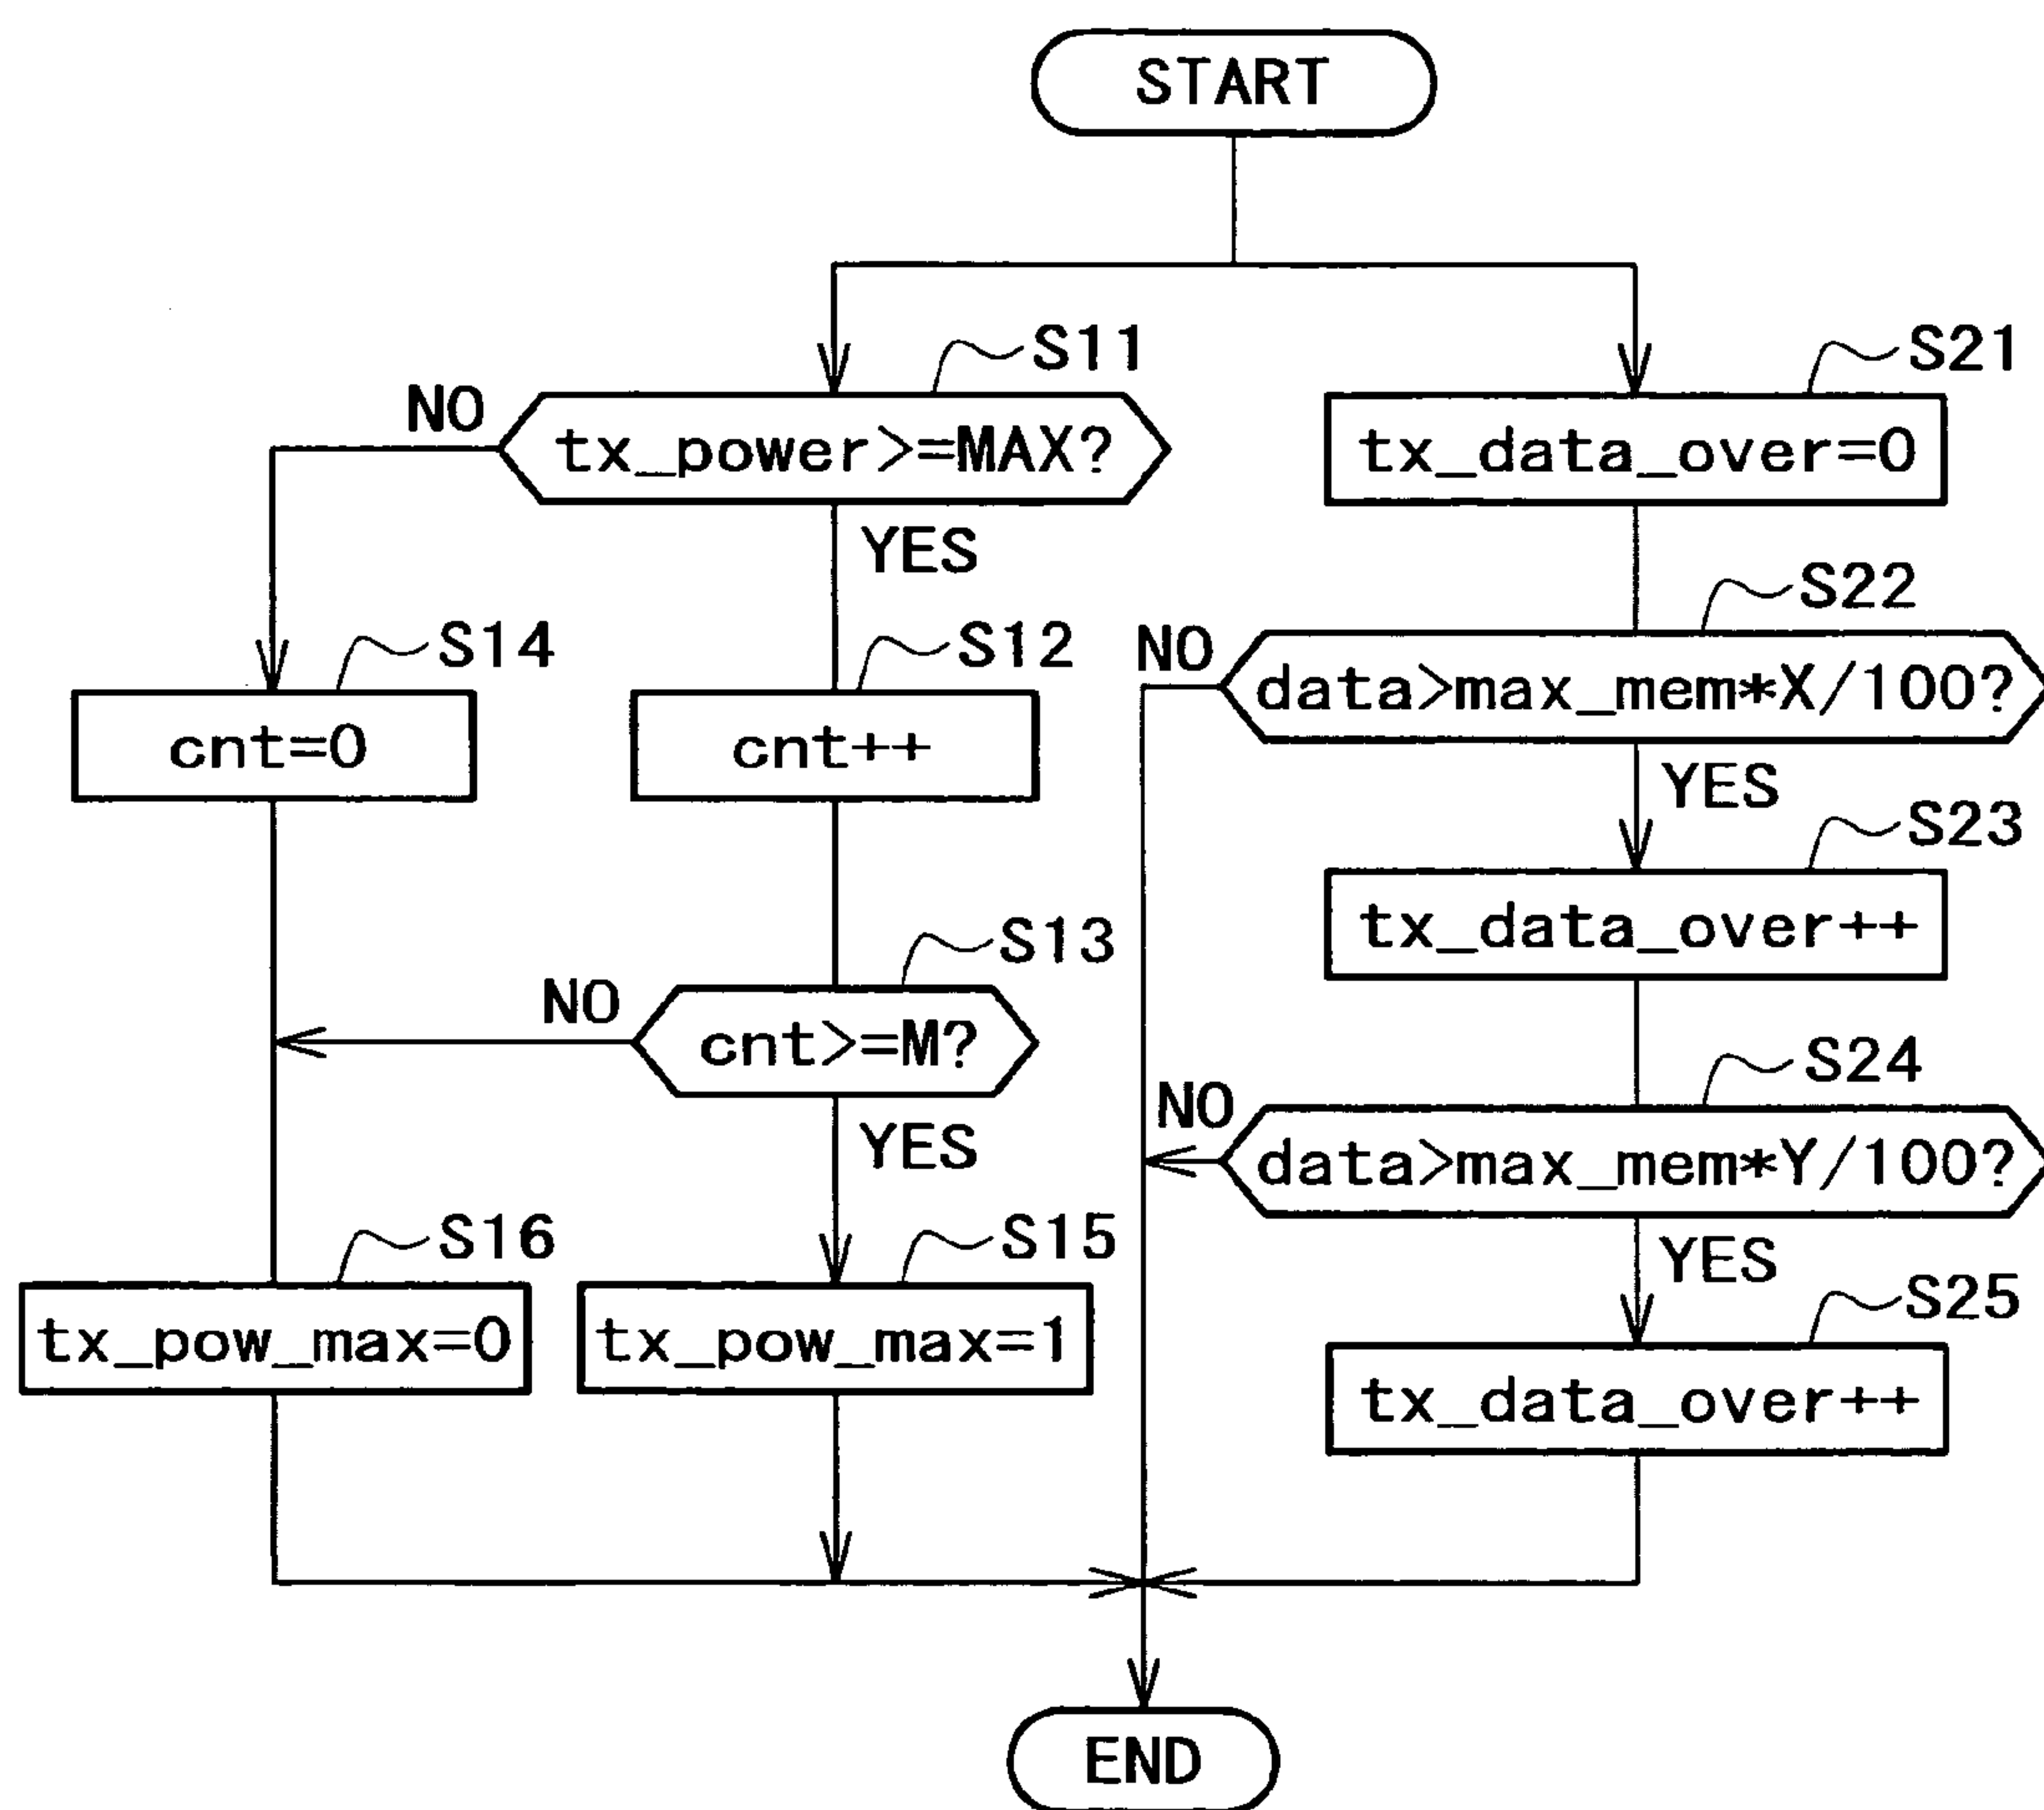 START
S11
S21
NO
tx_power>=MAX?
tx_data_over=0
YES
S22
S14
S12
NO
data>max_mem*X/100?
cnt=0
cnt++
YES
S23
tx_data_over++
S13
NO
cnt>=M?
S24
NO
YES
data>max_mem*Y/100?
S16
S15
YES
S25
tx_pow_max=0
tx_pow_max=1
tx_data_over++
END